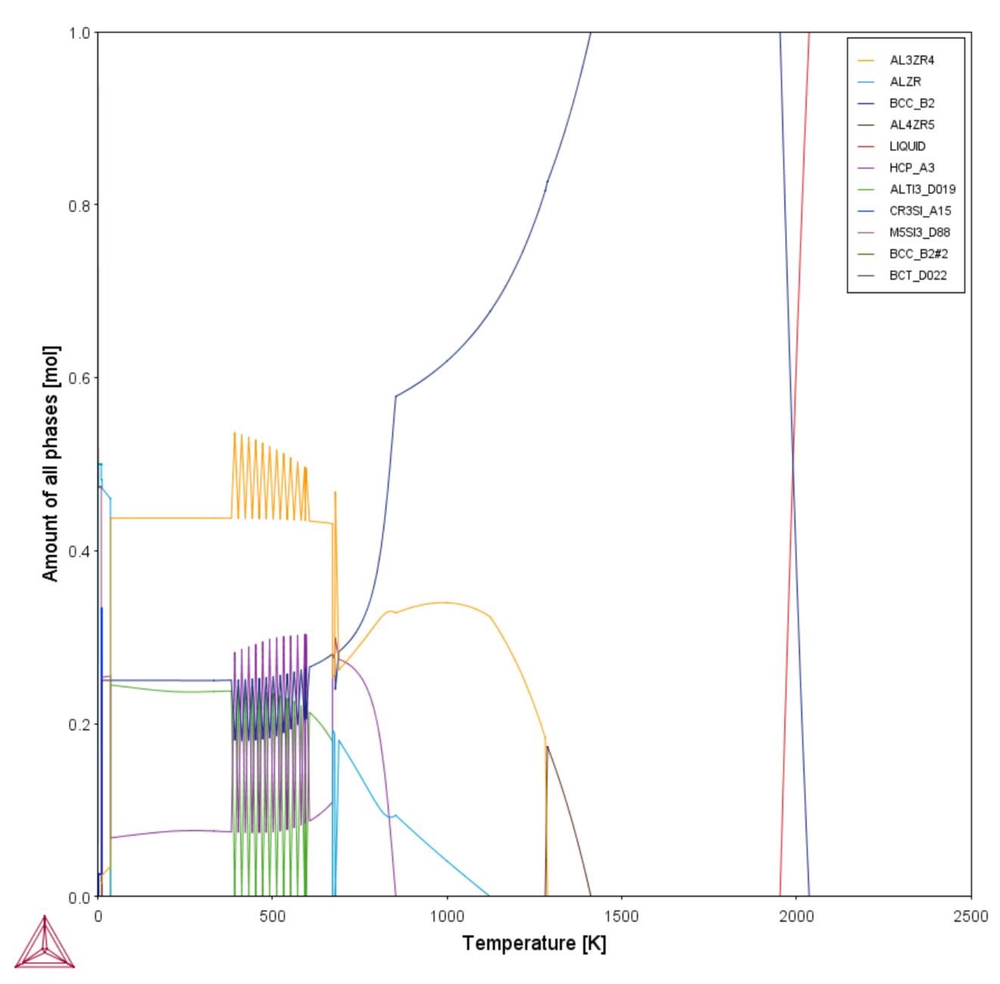 1.0
0.8
0.6
0.4
0.2
0.0
Amount of all phases [mol]
AL3ZR4
ALZR
BCC_B2
AL4ZR5
LIQUID
HCP_A3
ALTI3_D019
CR3SI_A15
M5SI3_D88
BCC_B2#2
BCT_D022
0 500 1000 1500 2000 2500
Temperature [K]